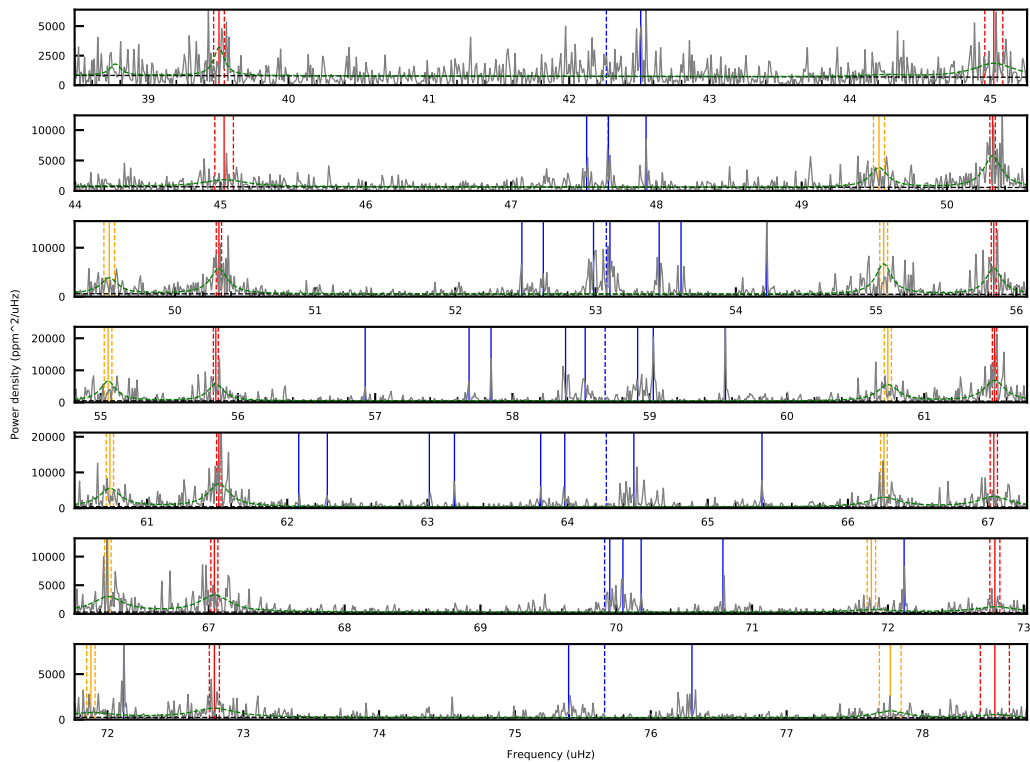 5000
2500
0
39 40 41 42 43 44 45
10000
5000
0
44 45 46 47 48 49 50
10000
0
50 51 52 53 54 55 56
20000
10000
0
55 56 57 58 59 60 61
20000
10000
0
61 62 63 64 65 66 67
10000
5000
0
67 68 69 70 71 72 73
5000
0
72 73 74 75 76 77 78
Power density (ppm^2/uHz)
Frequency (uHz)